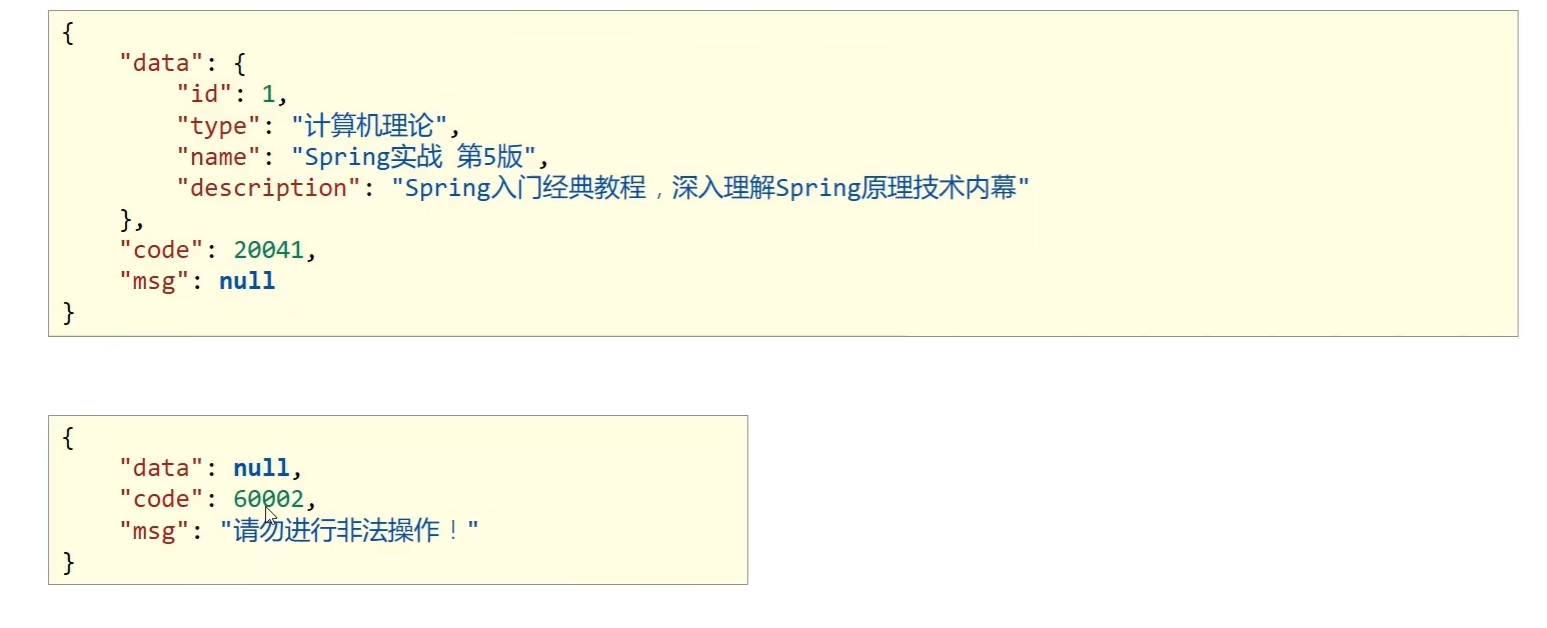 {
    "data": {
        "id": 1,
        "type": "计算机理论",
        "name": "Spring实战 第5版",
        "description": "Spring入门经典教程，深入理解Spring原理技术内幕"
    },
    "code": 20041,
    "msg": null
}
{
    "data": null,
    "code": 60002,
    "msg": "请勿进行非法操作！"
}